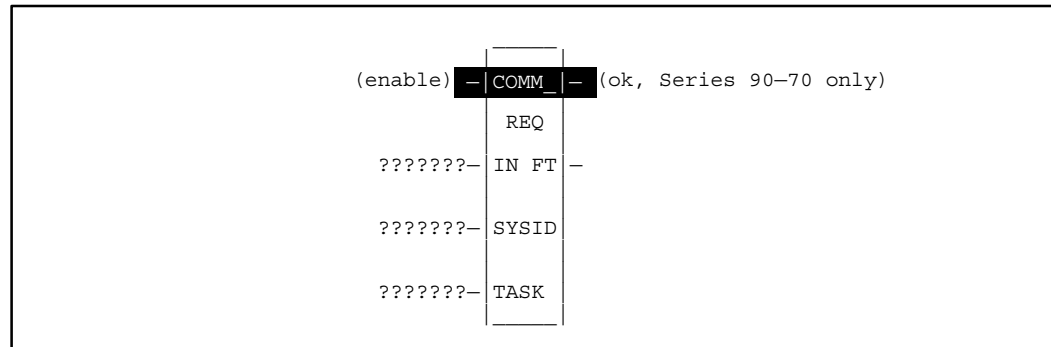 (enable) –|COMM_|– (ok, Series 90–70 only)
REQ
???????–|IN FT|–
???????–|SYSID|
???????–|TASK |